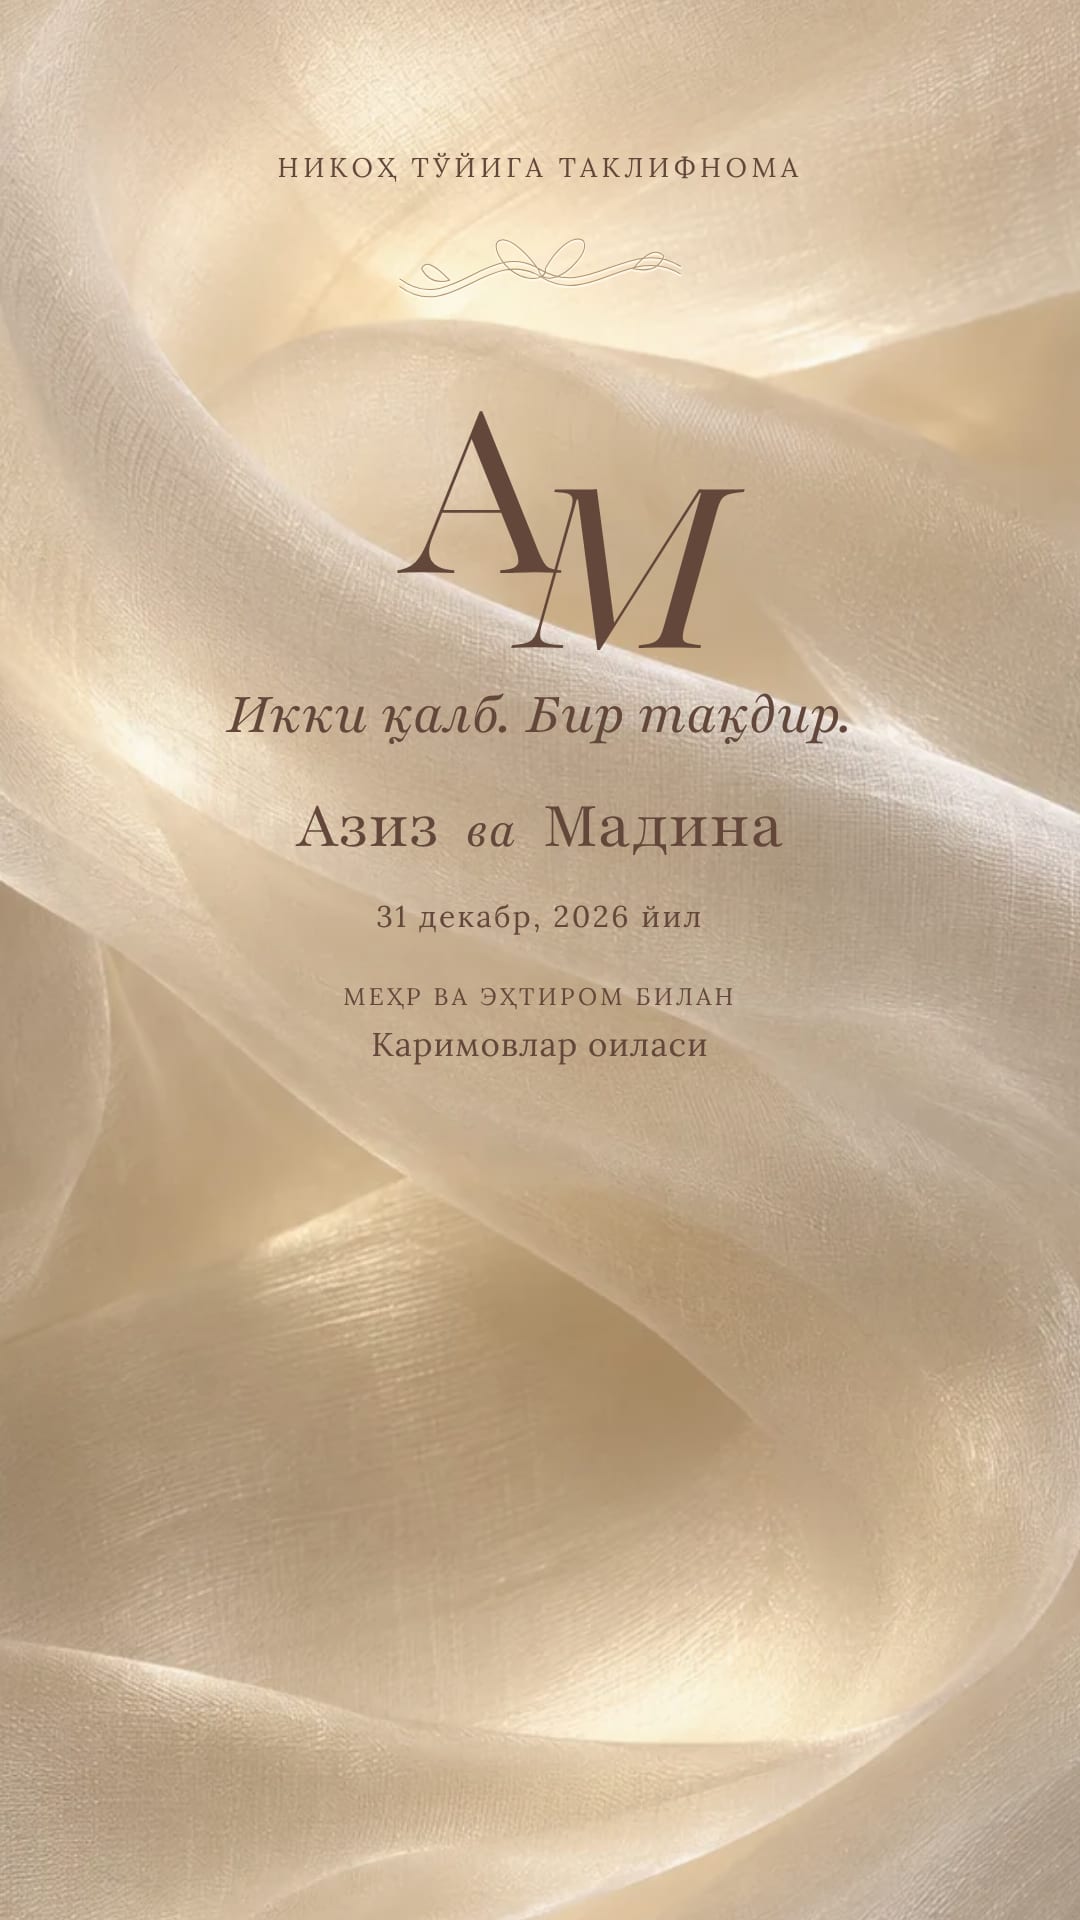 НИКОҲ ТЎЙИГА ТАКЛИФНОМА
АМ
Икки қалб. Бир тақдир.
Азиз ва Мадина
31 декабр, 2026 йил
МЕҲР ВА ЭҲТИРОМ БИЛАН
Каримовлар оиласи